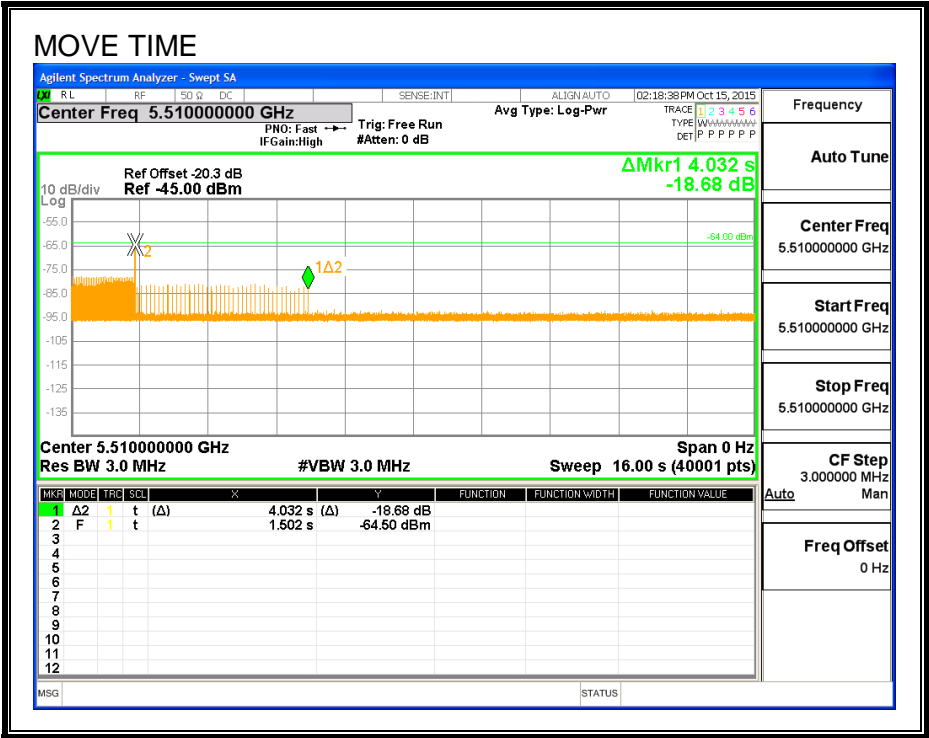 MOVE TIME
Agilent Spectrum Analyzer - Swept SA
LXI RL RF 50 Ω DC SENSE:INT ALIGNAUTO 02:18:38 PM Oct 15, 2015
Center Freq 5.510000000 GHz
PNO: Fast
IFGain:High
Trig: Free Run
#Atten: 0 dB
Avg Type: Log-Pwr
TRACE 1 2 3 4 5 6
TYPE WWWWWW
DET P P P P P P
Ref Offset -20.3 dB
Ref -45.00 dBm
10 dB/div
Log
ΔMkr1 4.032 s
-18.68 dB
-55.0
-65.0
-75.0
-85.0
-95.0
-105
-115
-125
-135
-64.00 dBm
2
1Δ2
Center 5.510000000 GHz
Span 0 Hz
Res BW 3.0 MHz
#VBW 3.0 MHz
Sweep 16.00 s (40001 pts)
MKR MODE TRC SCL X Y FUNCTION FUNCTION WIDTH FUNCTION VALUE
1 Δ2 1 t (Δ) 4.032 s (Δ) -18.68 dB
2 F 1 t 1.502 s -64.50 dBm
3
4
5
6
7
8
9
10
11
12
MSG
STATUS
Frequency
Auto Tune
Center Freq
5.510000000 GHz
Start Freq
5.510000000 GHz
Stop Freq
5.510000000 GHz
CF Step
3.000000 MHz
Auto Man
Freq Offset
0 Hz